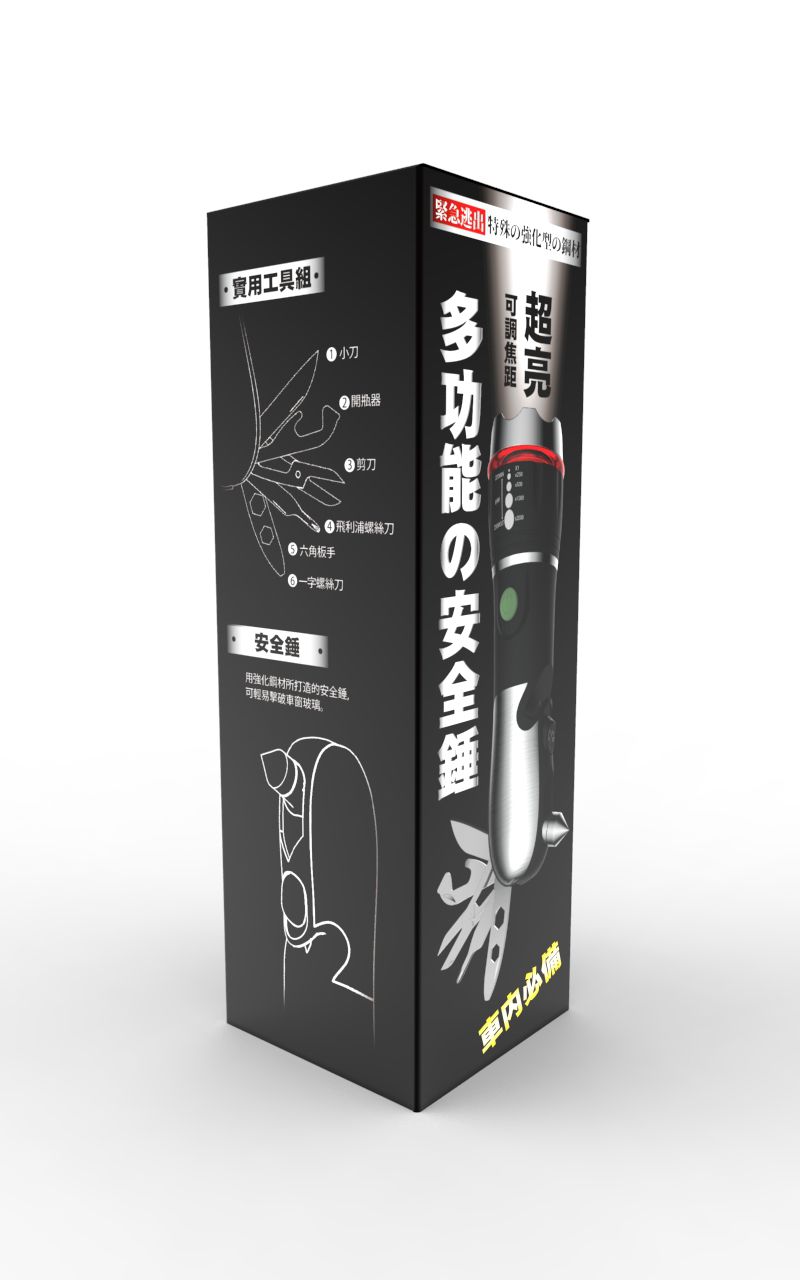 實用工具組
1 小刀
2 開瓶器
3 剪刀
4 飛利浦螺絲刀
5 六角板手
6 一字螺絲刀
安全錘
用強化鋼材所打造的安全錘,
可輕易擊破車窗玻璃。
緊急逃出 特殊の強化型の鋼材
超亮
可調焦距
多功能の安全錘
車內必備